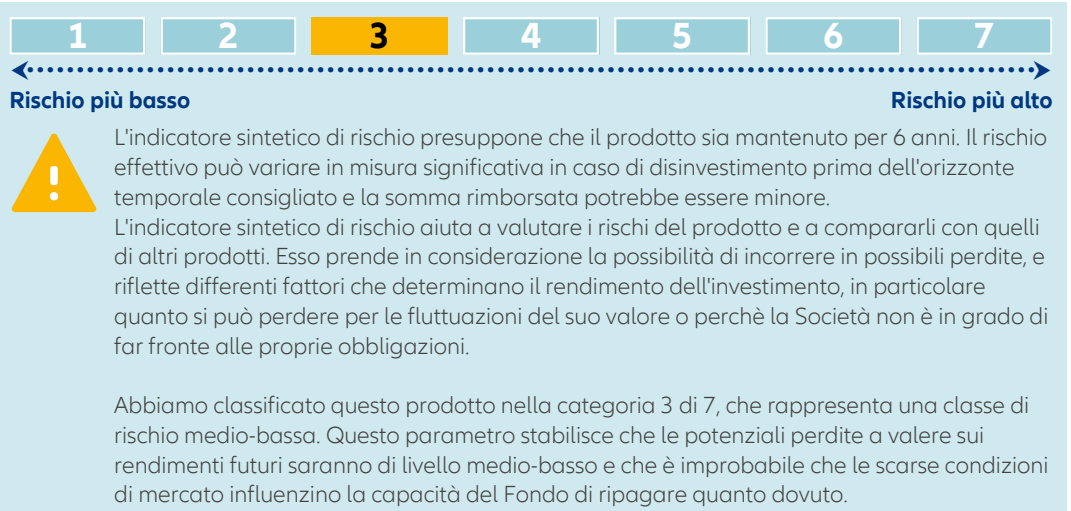 1 2 3 4 5 6 7
Rischio più basso Rischio più alto
L'indicatore sintetico di rischio presuppone che il prodotto sia mantenuto per 6 anni. Il rischio
effettivo può variare in misura significativa in caso di disinvestimento prima dell'orizzonte
temporale consigliato e la somma rimborsata potrebbe essere minore.
L'indicatore sintetico di rischio aiuta a valutare i rischi del prodotto e a compararli con quelli
di altri prodotti. Esso prende in considerazione la possibilità di incorrere in possibili perdite, e
riflette differenti fattori che determinano il rendimento dell'investimento, in particolare
quanto si può perdere per le fluttuazioni del suo valore o perchè la Società non è in grado di
far fronte alle proprie obbligazioni.
Abbiamo classificato questo prodotto nella categoria 3 di 7, che rappresenta una classe di
rischio medio-bassa. Questo parametro stabilisce che le potenziali perdite a valere sui
rendimenti futuri saranno di livello medio-basso e che è improbabile che le scarse condizioni
di mercato influenzino la capacità del Fondo di ripagare quanto dovuto.